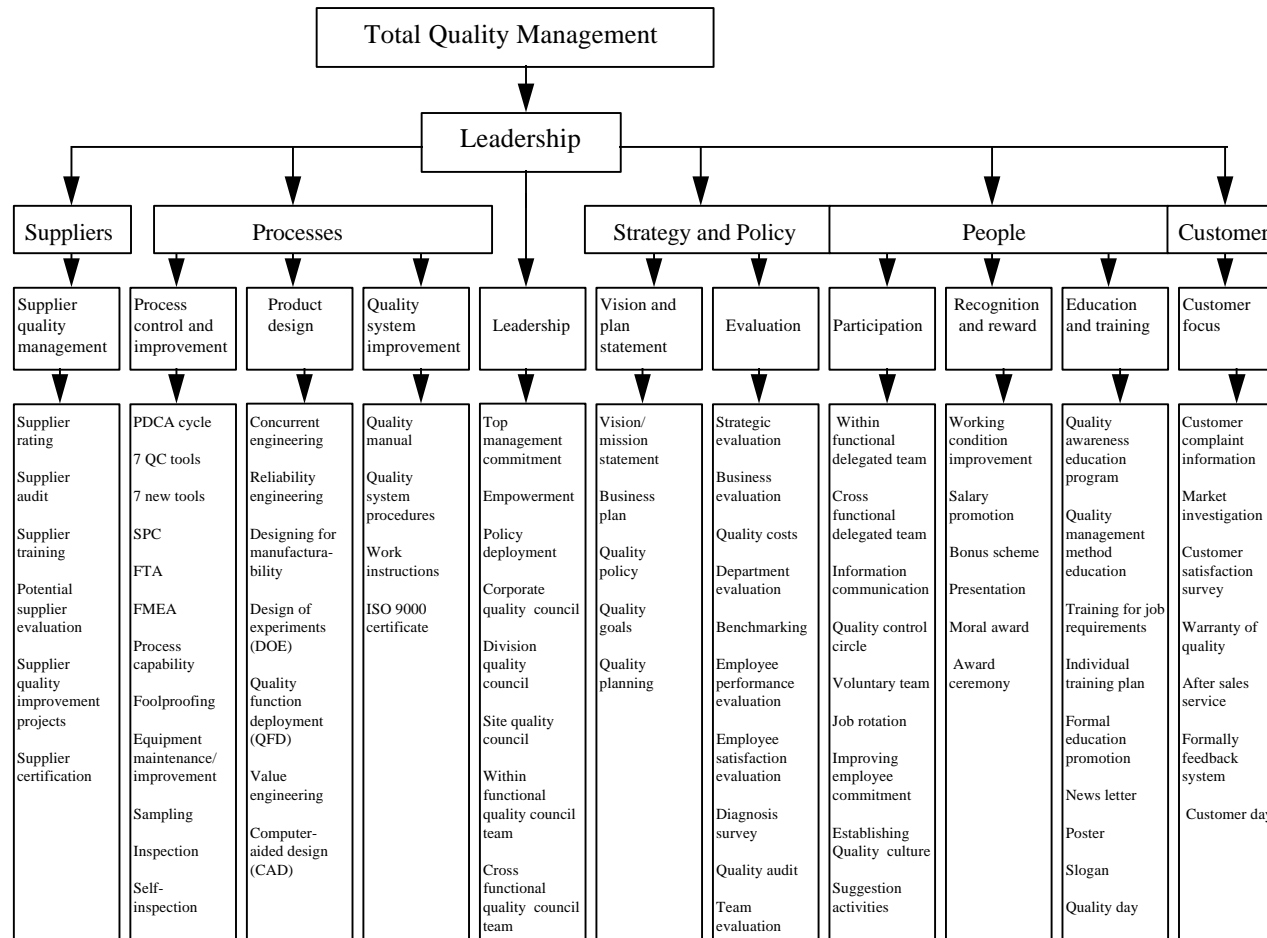 Total Quality Management
Leadership
Suppliers
Processes
Strategy and Policy
People
Customer
Supplier
quality
management
Process
control and
improvement
Product
design
Quality
system
improvement
Leadership
Vision and
plan
statement
Evaluation
Participation
Recognition
and reward
Education
and training
Customer
focus
Supplier
rating
Supplier
audit
Supplier
training
Potential
supplier
evaluation
Supplier
quality
improvement
projects
Supplier
certification
PDCA cycle
7 QC tools
7 new tools
SPC
FTA
FMEA
Process
capability
Foolproofing
Equipment
maintenance/
improvement
Sampling
Inspection
Self-
inspection
Concurrent
engineering
Reliability
engineering
Designing for
manufactura-
bility
Design of
experiments
(DOE)
Quality
function
deployment
(QFD)
Value
engineering
Computer-
aided design
(CAD)
Quality
manual
Quality
system
procedures
Work
instructions
ISO 9000
certificate
Top
management
commitment
Empowerment
Policy
deployment
Corporate
quality council
Division
quality
council
Site quality
council
Within
functional
quality council
team
Cross
functional
quality council
team
Vision/
mission
statement
Business
plan
Quality
policy
Quality
goals
Quality
planning
Strategic
evaluation
Business
evaluation
Quality costs
Department
evaluation
Benchmarking
Employee
performance
evaluation
Employee
satisfaction
evaluation
Diagnosis
survey
Quality audit
Team
evaluation
Within
functional
delegated team
Cross
functional
delegated team
Information
communication
Quality control
circle
Voluntary team
Job rotation
Improving
employee
commitment
Establishing
Quality culture
Suggestion
activities
Working
condition
improvement
Salary
promotion
Bonus scheme
Presentation
Moral award
Award
ceremony
Quality
awareness
education
program
Quality
management
method
education
Training for job
requirements
Individual
training plan
Formal
education
promotion
News letter
Poster
Slogan
Quality day
Customer
complaint
information
Market
investigation
Customer
satisfaction
survey
Warranty of
quality
After sales
service
Formally
feedback
system
Customer day